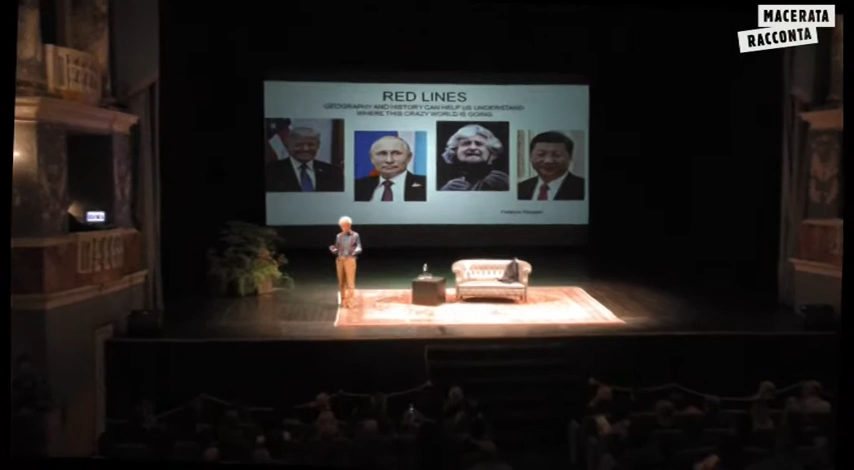 MACERATA
RACCONTA
RED LINES
GEOGRAPHY AND HISTORY CAN HELP US UNDERSTAND
WHERE THIS CRAZY WORLD IS GOING.